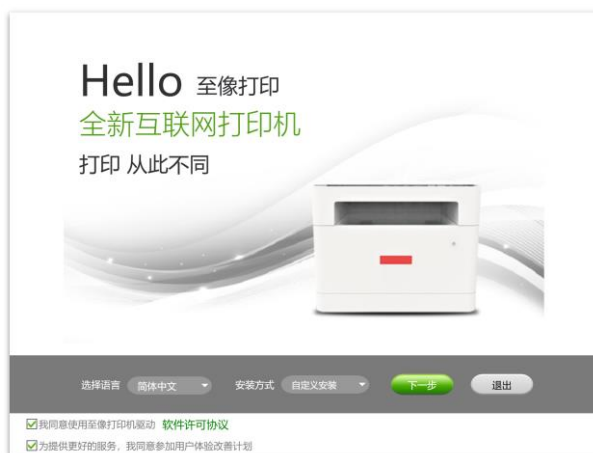 Hello 至像打印
全新互联网打印机
打印 从此不同
选择语言 简体中文 安装方式 自定义安装 下一步 退出
我同意使用至像打印机驱动 软件许可协议
为提供更好的服务，我同意参加用户体验改善计划